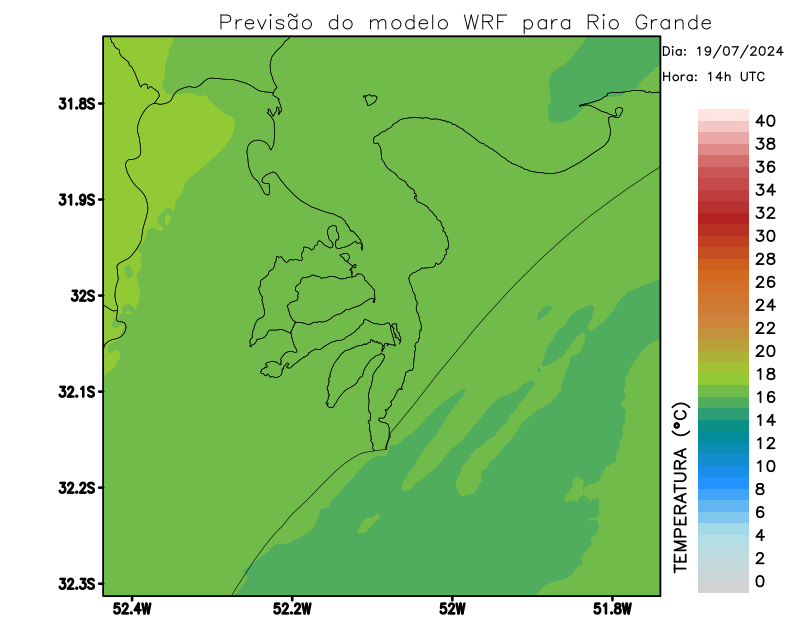 Previsão do modelo WRF para Rio Grande
Dia: 19/07/2024
Hora: 14h UTC
31.8S
31.9S
32S
32.1S
32.2S
32.3S
52.4W
52.2W
52W
51.8W
TEMPERATURA (°C)
40
38
36
34
32
30
28
26
24
22
20
18
16
14
12
10
8
6
4
2
0